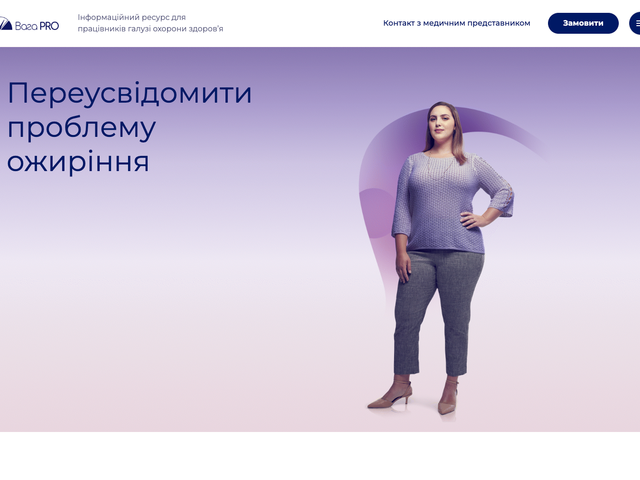 Вага PRO
Інформаційний ресурс для
працівників галузі охорони здоров'я
Контакт з медичним представником
Замовити
Переусвідомити
проблему
ожиріння